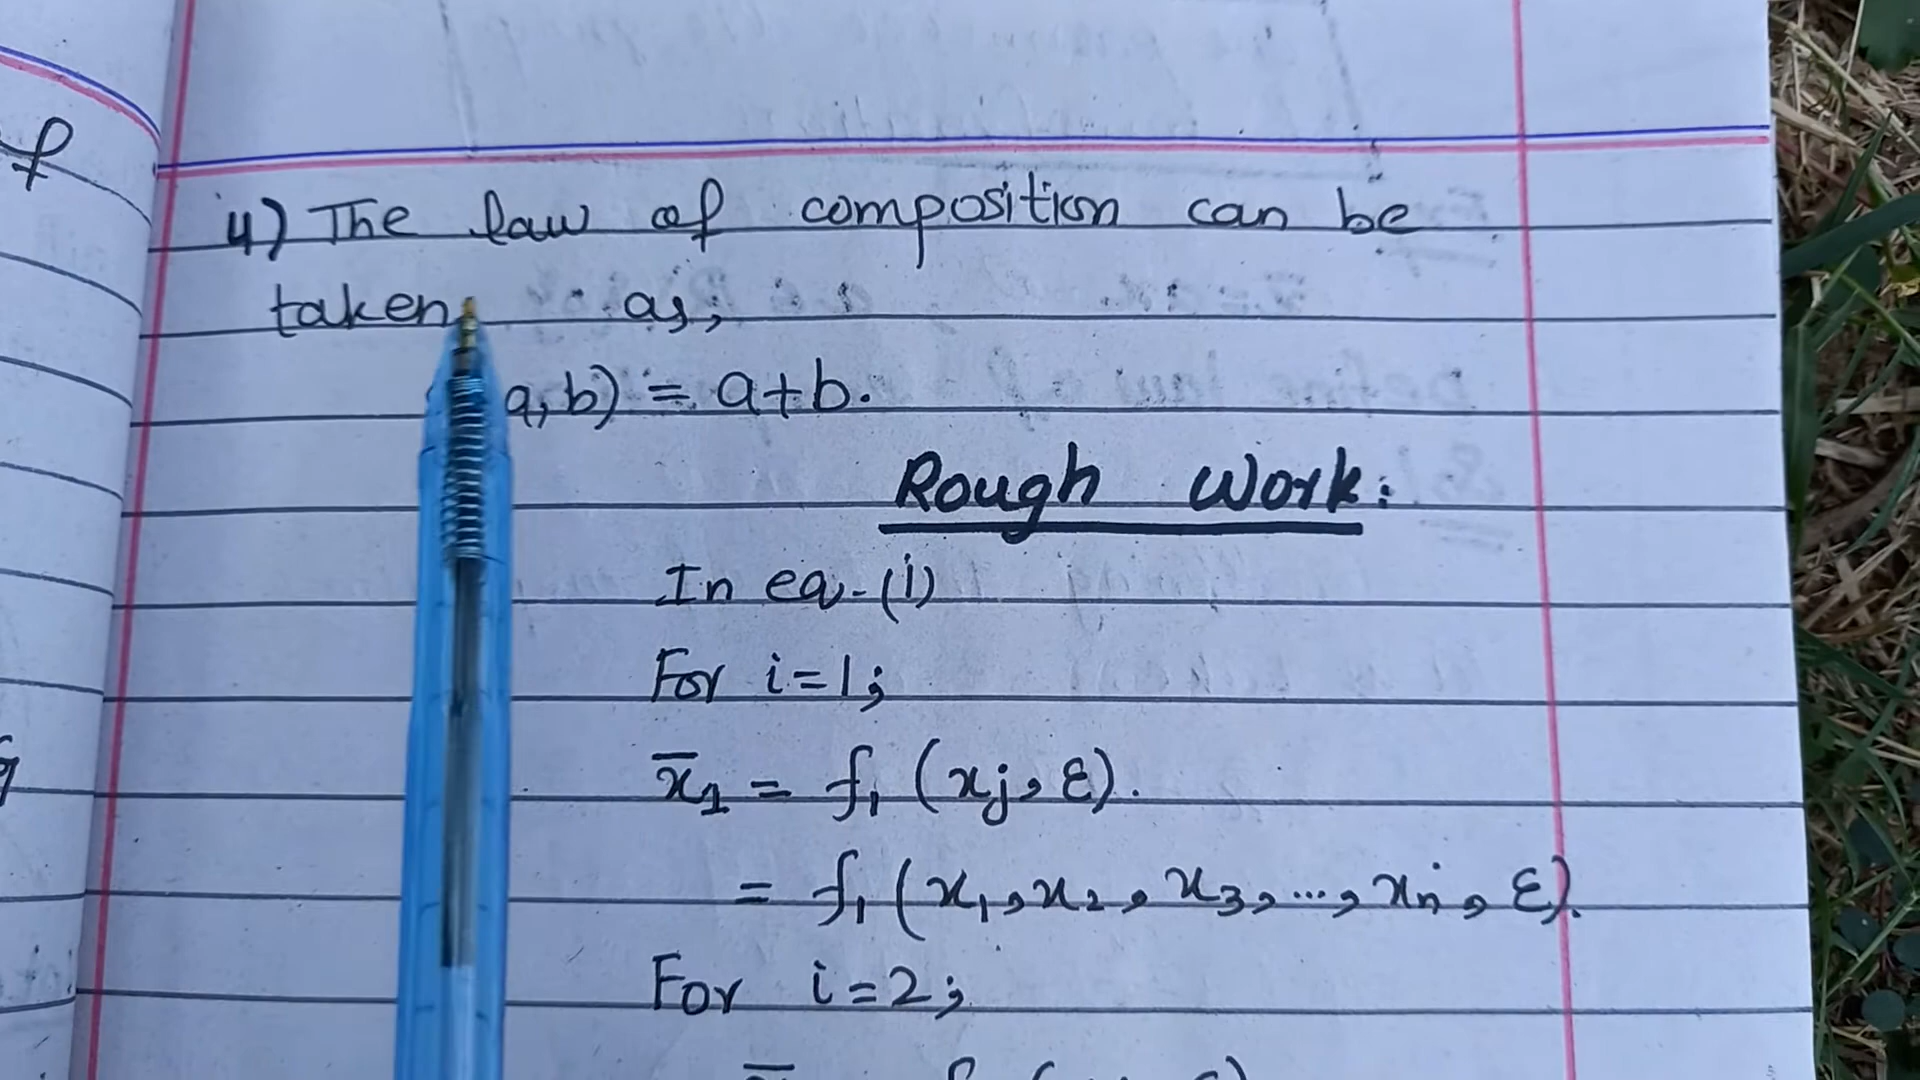 4) The law of composition can be
taken as;
a, b) = a+b.
Rough Work:
In eq-(i)
For i=1;
x̄₁ = f₁ (xj, ε).
= f₁ (x₁, x₂, x₃, ..., xn, ε).
For i=2;